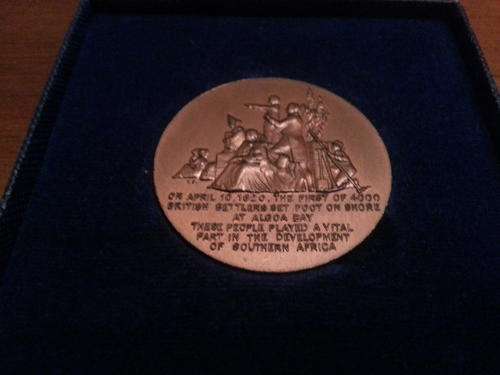 ON APRIL 10, 1820, THE FIRST OF 4000
BRITISH SETTLERS SET FOOT ON SHORE
AT ALGOA BAY
THESE PEOPLE PLAYED A VITAL
PART IN THE DEVELOPMENT
OF SOUTHERN AFRICA